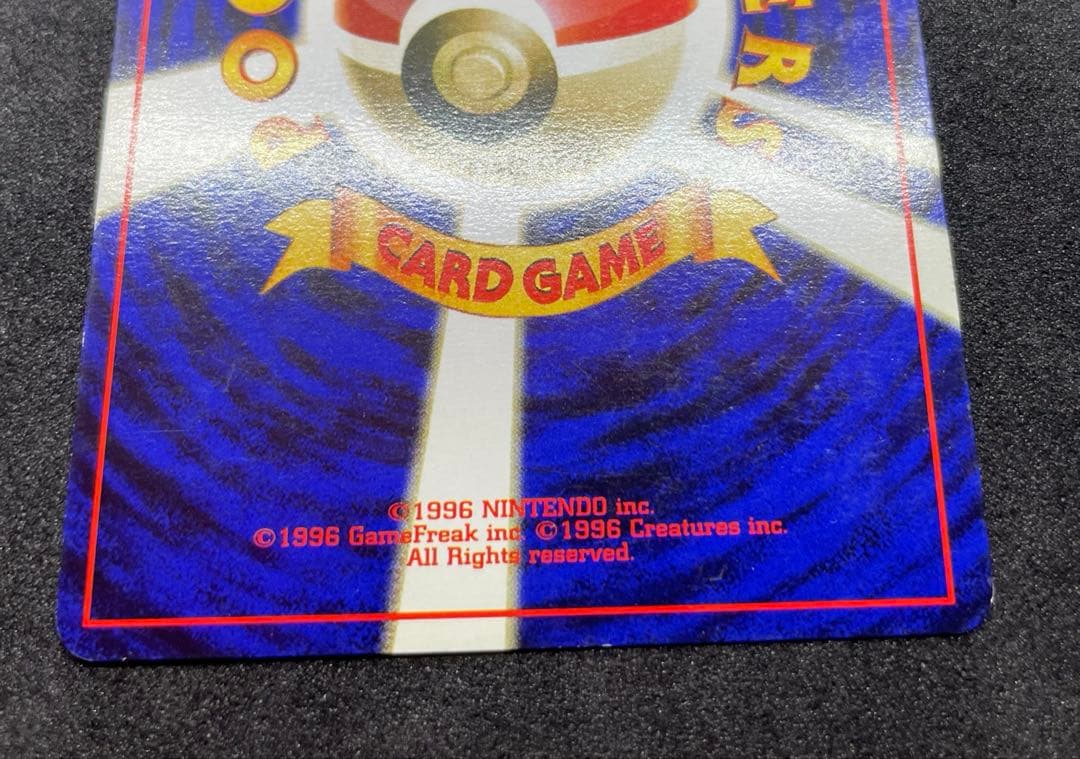 CARD GAME
©1996 NINTENDO inc.
©1996 GameFreak inc. ©1996 Creatures inc.
All Rights reserved.